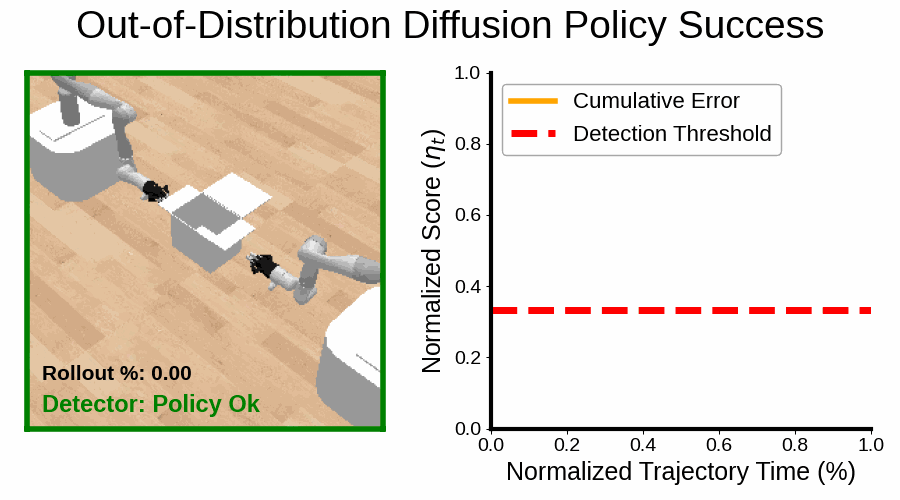 Out-of-Distribution Diffusion Policy Success
Rollout %: 0.00
Detector: Policy Ok
Normalized Score (ηₜ)
1.0
0.8
0.6
0.4
0.2
0.0
Cumulative Error
Detection Threshold
0.0 0.2 0.4 0.6 0.8 1.0
Normalized Trajectory Time (%)